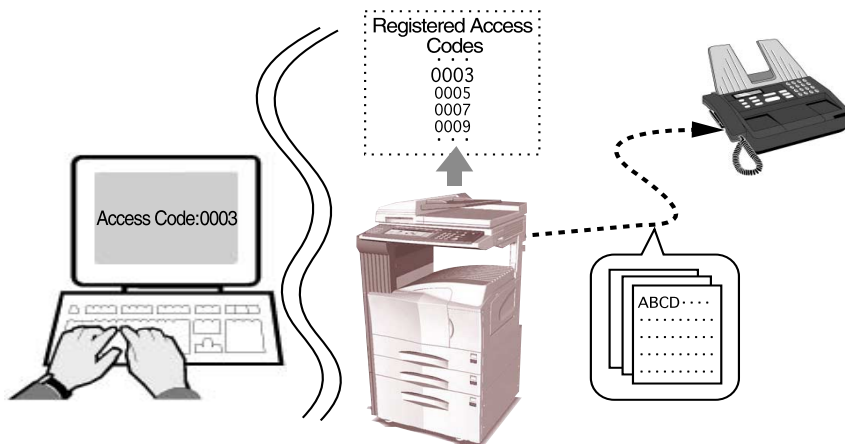 Registered Access
Codes
0003
0005
0007
0009
Access Code:0003
ABCD